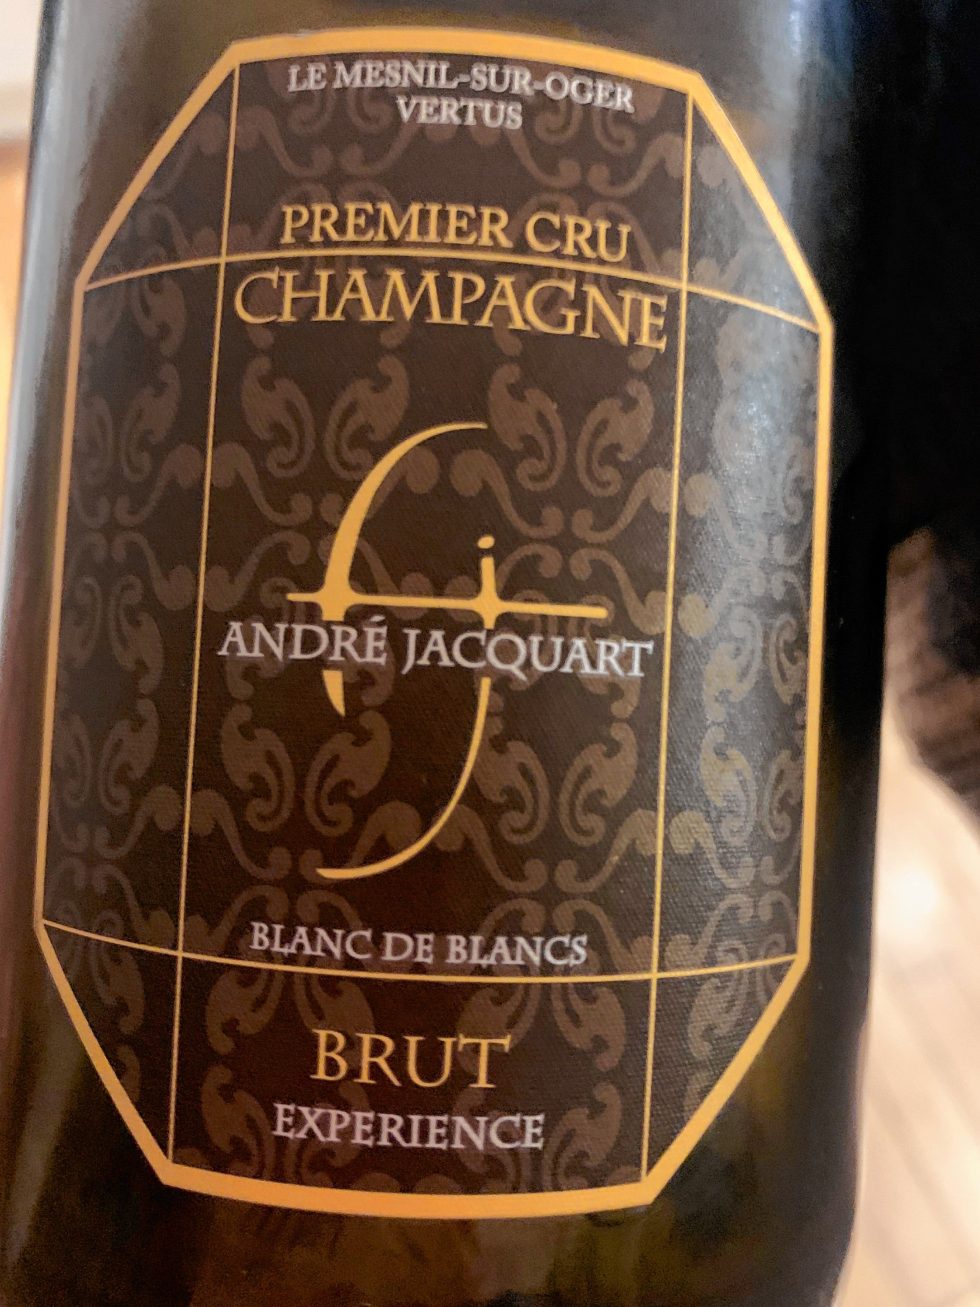 LE MESNIL-SUR-OGER
VERTUS
PREMIER CRU
CHAMPAGNE
ANDRÉ JACQUART
BLANC DE BLANCS
BRUT
EXPERIENCE